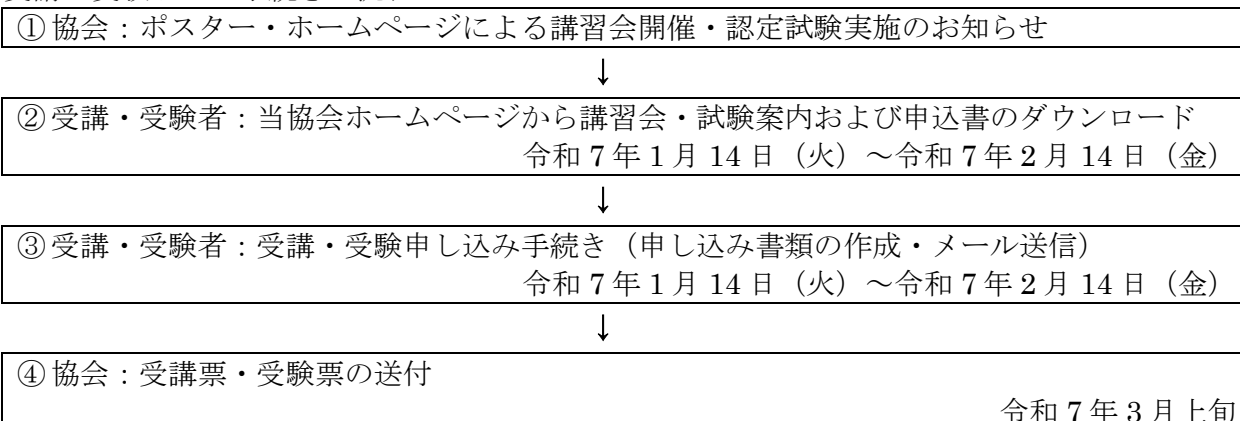 ①協会：ポスター・ホームページによる講習会開催・認定試験実施のお知らせ
↓
②受講・受験者：当協会ホームページから講習会・試験案内および申込書のダウンロード
令和 7 年 1 月 14 日（火）～令和 7 年 2 月 14 日（金）
↓
③受講・受験者：受講・受験申し込み手続き（申し込み書類の作成・メール送信）
令和 7 年 1 月 14 日（火）～令和 7 年 2 月 14 日（金）
↓
④協会：受講票・受験票の送付
令和 7 年 3 月上旬